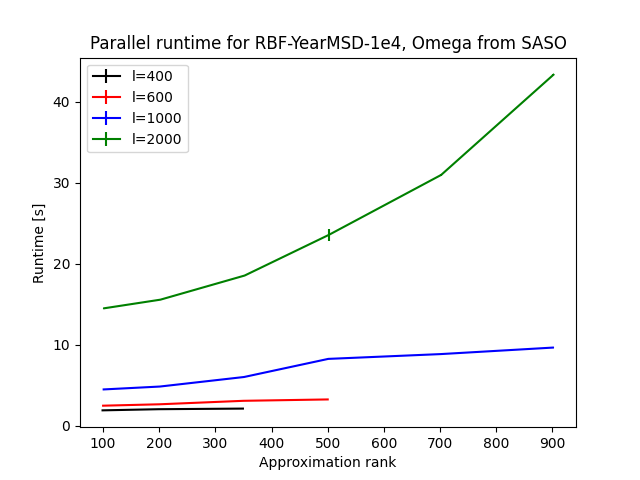 Parallel runtime for RBF-YearMSD-1e4, Omega from SASO
l=400
l=600
l=1000
l=2000
Runtime [s]
40
30
20
10
0
100 200 300 400 500 600 700 800 900
Approximation rank